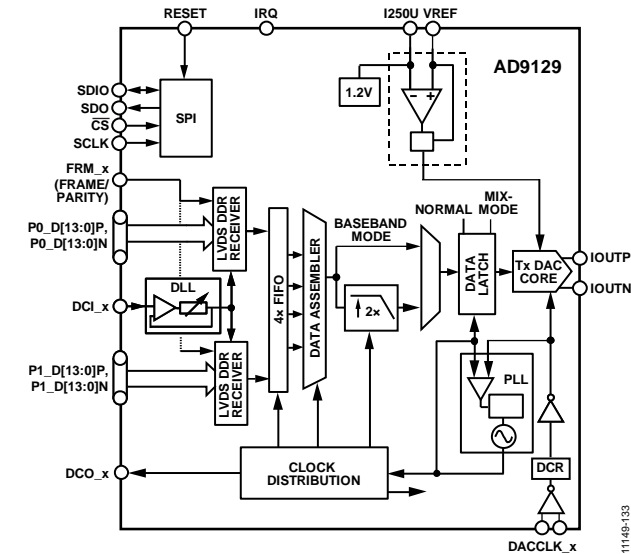 RESET
IRQ
I250U VREF
AD9129
1.2V
SDIO
SDO
CS
SCLK
SPI
FRM_x
(FRAME/
PARITY)
P0_D[13:0]P,
P0_D[13:0]N
LVDS DDR
RECEIVER
DLL
DCI_x
P1_D[13:0]P,
P1_D[13:0]N
LVDS DDR
RECEIVER
4× FIFO
DATA ASSEMBLER
BASEBAND
MODE
2×
NORMAL
MIX-
MODE
DATA
LATCH
Tx DAC
CORE
IOUTP
IOUTN
PLL
DCO_x
CLOCK
DISTRIBUTION
DCR
DACCLK_x
11149-133